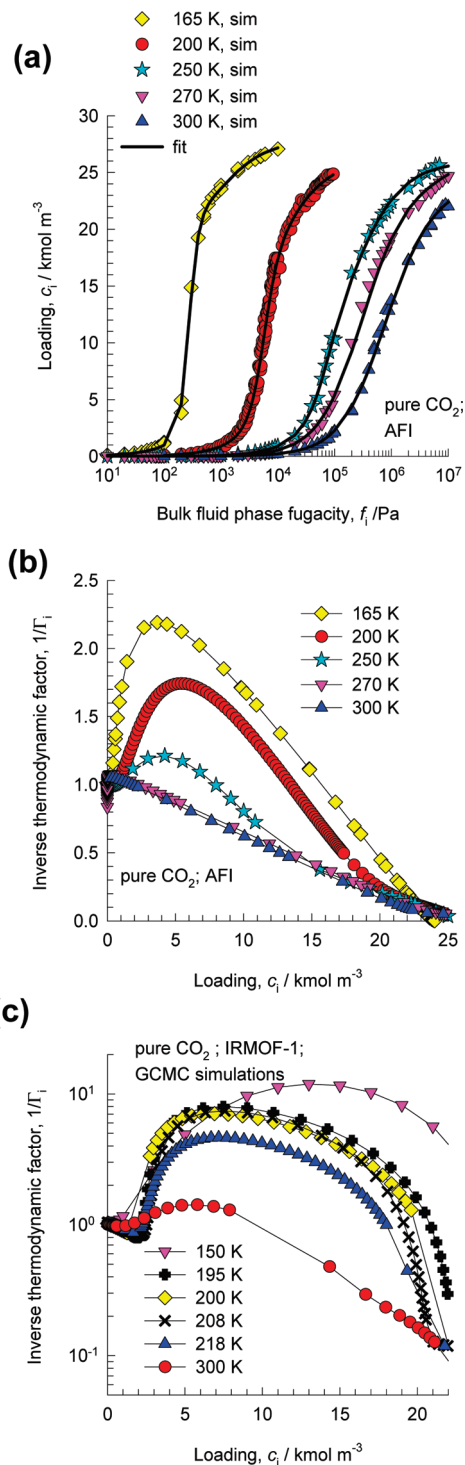 (a)
165 K, sim
200 K, sim
250 K, sim
270 K, sim
300 K, sim
fit
Loading, cᵢ / kmol m⁻³
30
25
20
15
10
5
0
pure CO₂;
AFI
10¹ 10² 10³ 10⁴ 10⁵ 10⁶ 10⁷
Bulk fluid phase fugacity, fᵢ /Pa
(b)
Inverse thermodynamic factor, 1/Γᵢ
2.5
2.0
1.5
1.0
0.5
0.0
165 K
200 K
250 K
270 K
300 K
pure CO₂; AFI
0 5 10 15 20 25
Loading, cᵢ / kmol m⁻³
(c)
pure CO₂ ; IRMOF-1;
GCMC simulations
Inverse thermodynamic factor, 1/Γᵢ
10¹
10⁰
10⁻¹
150 K
195 K
200 K
208 K
218 K
300 K
0 5 10 15 20
Loading, cᵢ / kmol m⁻³